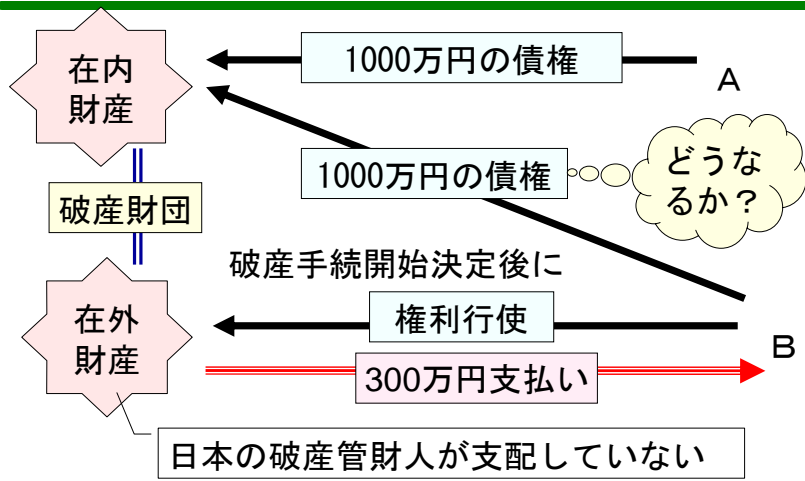 在内
財産
1000万円の債権
A
1000万円の債権
どうな
るか？
破産財団
破産手続開始決定後に
在外
財産
権利行使
B
300万円支払い
日本の破産管財人が支配していない